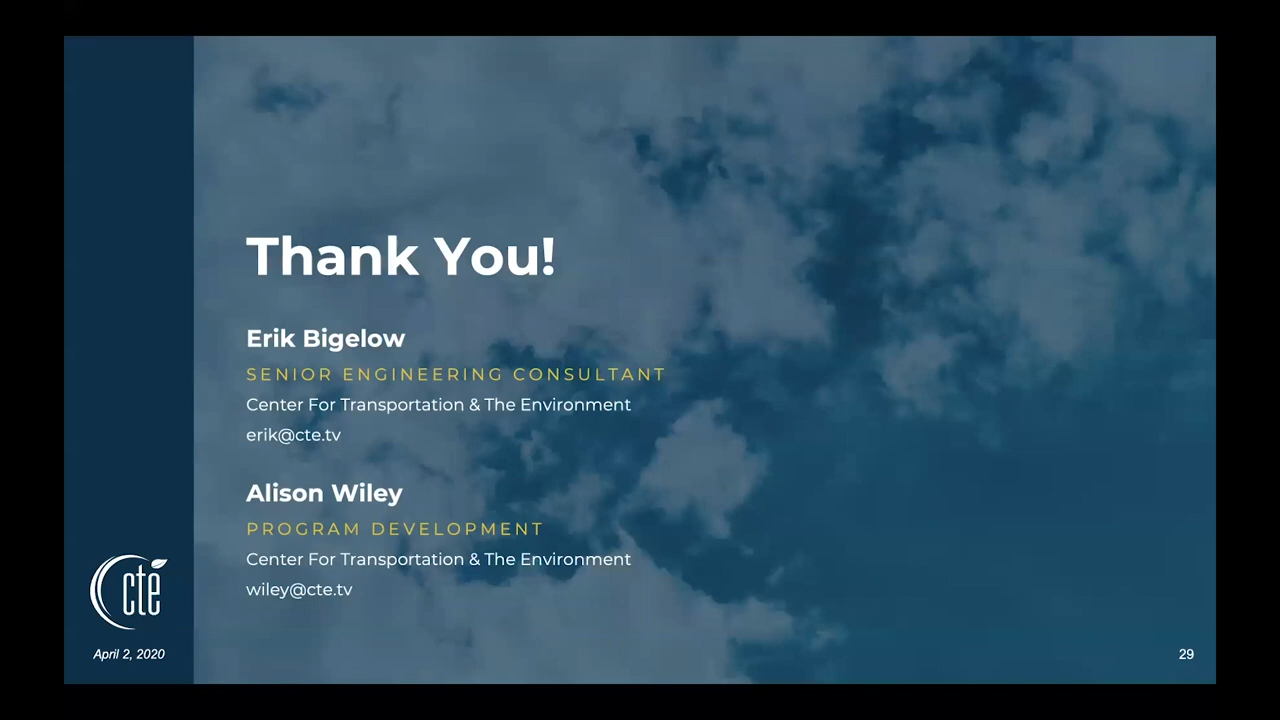 Thank You!
Erik Bigelow
SENIOR ENGINEERING CONSULTANT
Center For Transportation & The Environment
erik@cte.tv
Alison Wiley
PROGRAM DEVELOPMENT
Center For Transportation & The Environment
wiley@cte.tv
cte
April 2, 2020
29